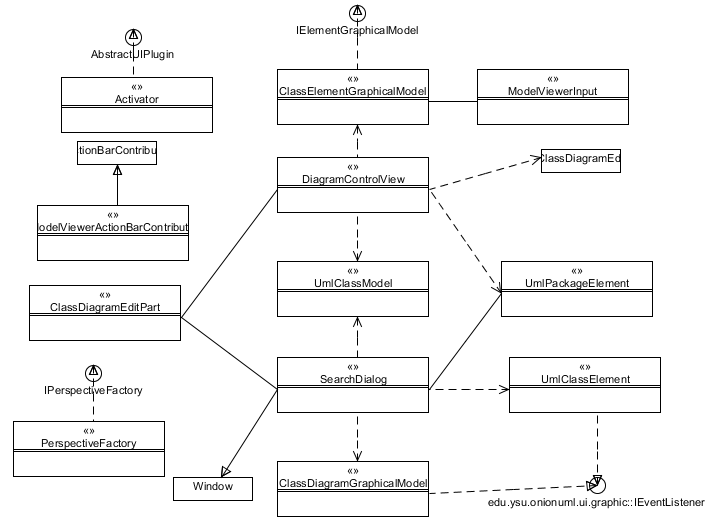 IElementGraphicalModel
AbstractUIPlugin
«»
Activator
«»
ClassElementGraphicalModel
«»
ModelViewerInput
tionBarContribu
«»
DiagramControlView
ClassDiagramEd
«»
odelViewerActionBarContribut
«»
UmlClassModel
«»
UmlPackageElement
«»
ClassDiagramEditPart
IPerspectiveFactory
«»
SearchDialog
«»
UmlClassElement
«»
PerspectiveFactory
Window
«»
ClassDiagramGraphicalModel
edu.ysu.onionuml.ui.graphic::IEventListener